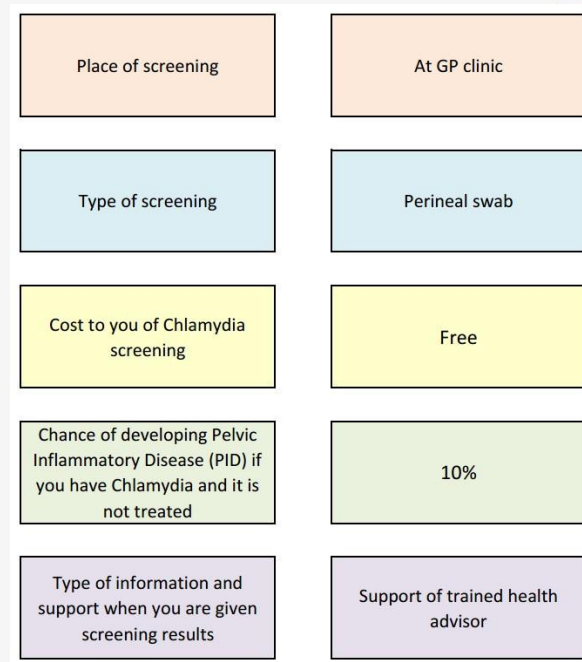 Place of screening
At GP clinic
Type of screening
Perineal swab
Cost to you of Chlamydia
screening
Free
Chance of developing Pelvic
Inflammatory Disease (PID) if
you have Chlamydia and it is
not treated
10%
Type of information and
support when you are given
screening results
Support of trained health
advisor